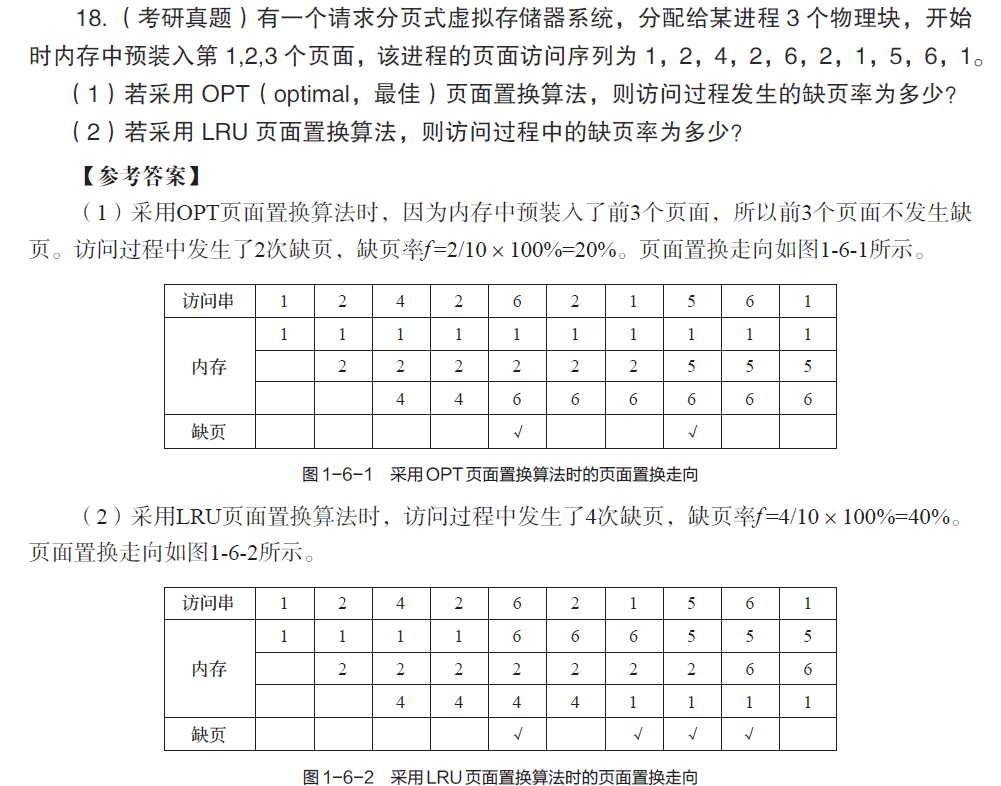 18.（考研真题）有一个请求分页式虚拟存储器系统，分配给某进程 3 个物理块，开始
时内存中预装入第 1,2,3 个页面，该进程的页面访问序列为 1，2，4，2，6，2，1，5，6，1。
（1）若采用 OPT（optimal，最佳）页面置换算法，则访问过程发生的缺页率为多少？
（2）若采用 LRU 页面置换算法，则访问过程中的缺页率为多少？
【参考答案】
（1）采用OPT页面置换算法时，因为内存中预装入了前3个页面，所以前3个页面不发生缺
页。访问过程中发生了2次缺页，缺页率f=2/10×100%=20%。页面置换走向如图1-6-1所示。
访问串 1 2 4 2 6 2 1 5 6 1
1 1 1 1 1 1 1 1 1 1
内存 2 2 2 2 2 2 5 5 5
4 4 6 6 6 6 6 6
缺页 √ √
图1-6-1 采用OPT页面置换算法时的页面置换走向
（2）采用LRU页面置换算法时，访问过程中发生了4次缺页，缺页率f=4/10×100%=40%。
页面置换走向如图1-6-2所示。
访问串 1 2 4 2 6 2 1 5 6 1
1 1 1 1 6 6 6 5 5 5
内存 2 2 2 2 2 2 2 6 6
4 4 4 4 1 1 1 1
缺页 √ √ √ √
图1-6-2 采用LRU页面置换算法时的页面置换走向